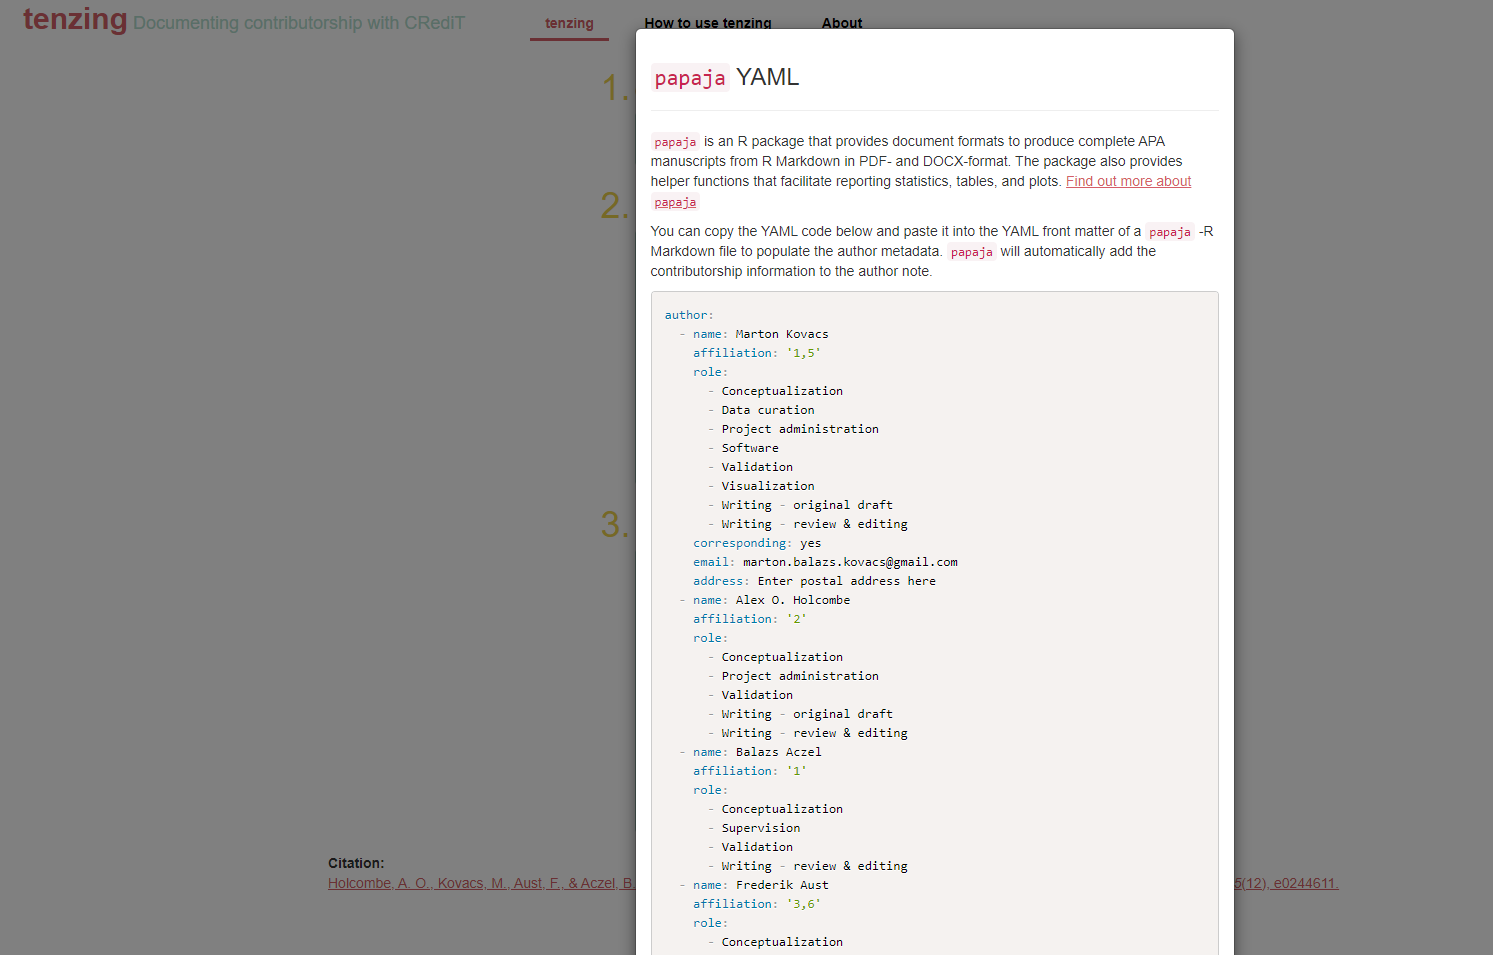 tenzing Documenting contributorship with CRediT
tenzing
How to use tenzing
About
1.
2.
3.
papaja YAML
papaja is an R package that provides document formats to produce complete APA
manuscripts from R Markdown in PDF- and DOCX-format. The package also provides
helper functions that facilitate reporting statistics, tables, and plots. Find out more about
papaja
You can copy the YAML code below and paste it into the YAML front matter of a papaja -R
Markdown file to populate the author metadata. papaja will automatically add the
contributorship information to the author note.
author:
  - name: Marton Kovacs
    affiliation: '1,5'
    role:
      - Conceptualization
      - Data curation
      - Project administration
      - Software
      - Validation
      - Visualization
      - Writing - original draft
      - Writing - review & editing
    corresponding: yes
    email: marton.balazs.kovacs@gmail.com
    address: Enter postal address here
  - name: Alex O. Holcombe
    affiliation: '2'
    role:
      - Conceptualization
      - Project administration
      - Validation
      - Writing - original draft
      - Writing - review & editing
  - name: Balazs Aczel
    affiliation: '1'
    role:
      - Conceptualization
      - Supervision
      - Validation
      - Writing - review & editing
  - name: Frederik Aust
    affiliation: '3,6'
    role:
      - Conceptualization
Citation:
Holcombe, A. O., Kovacs, M., Aust, F., & Aczel, B. 5(12), e0244611.